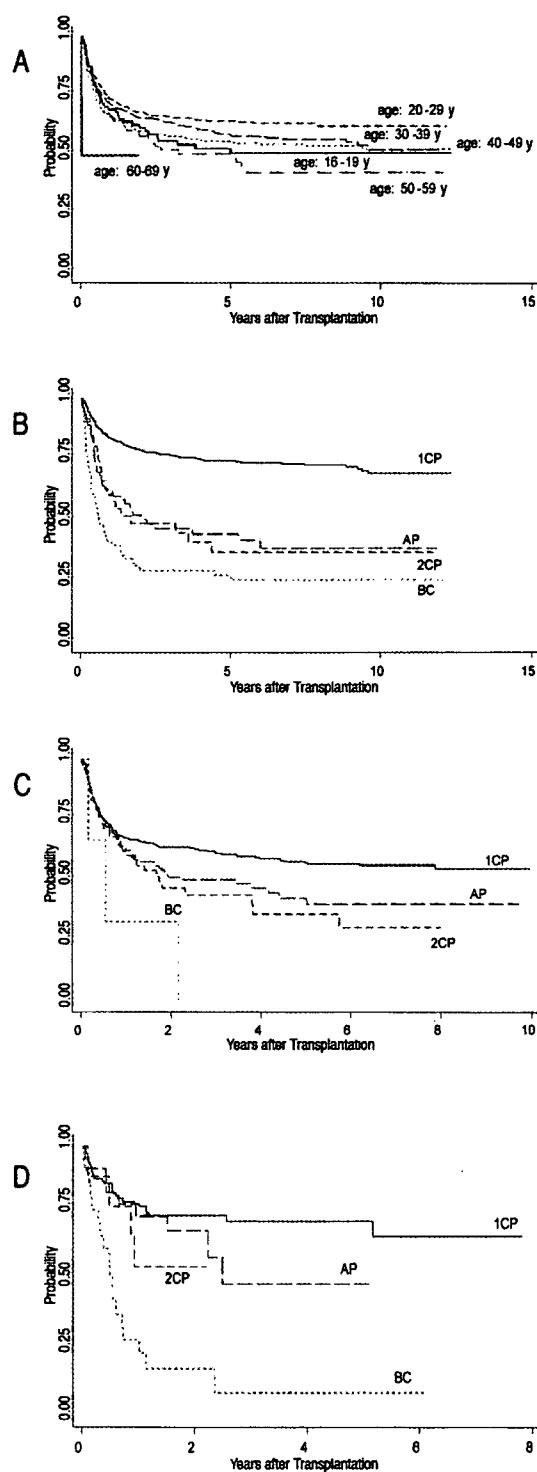 A
Probability
1.00
0.75
0.50
0.25
0.00
age: 20-29 y
age: 30-39 y
age: 40-49 y
age: 16-19 y
age: 60-69 y
age: 50-59 y
0 5 10 15
Years after Transplantation
B
Probability
1.00
0.75
0.50
0.25
0.00
1CP
AP
2CP
BC
0 5 10 15
Years after Transplantation
C
Probability
1.00
0.75
0.50
0.25
0.00
1CP
AP
BC
2CP
0 2 4 6 8 10
Years after Transplantation
D
Probability
1.00
0.75
0.50
0.25
0.00
1CP
2CP
AP
BC
0 2 4 6 8
Years after Transplantation